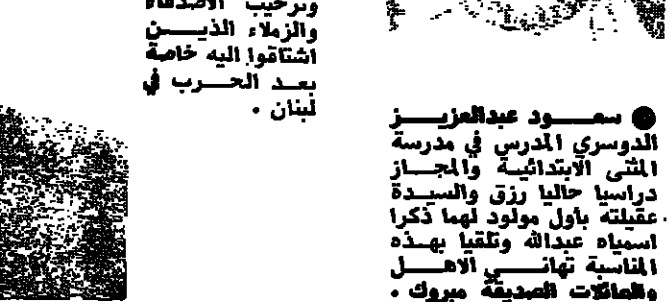 ● سعود عبدالعزيز
الدوسري المدرس في مدرسة
المثنى الابتدائية والمجاز
دراسيا حاليا رزق والسيدة
عقيلته بأول مولود لهما ذكرا
اسمياه عبدالله وتلقيا بهذه
المناسبة تهاني الاهل
والعائلات الصديقة مبروك .
وترحيب الاصدقاء
والزملاء الذين
اشتاقوا اليه خاصة
بعد الحرب في
لبنان .